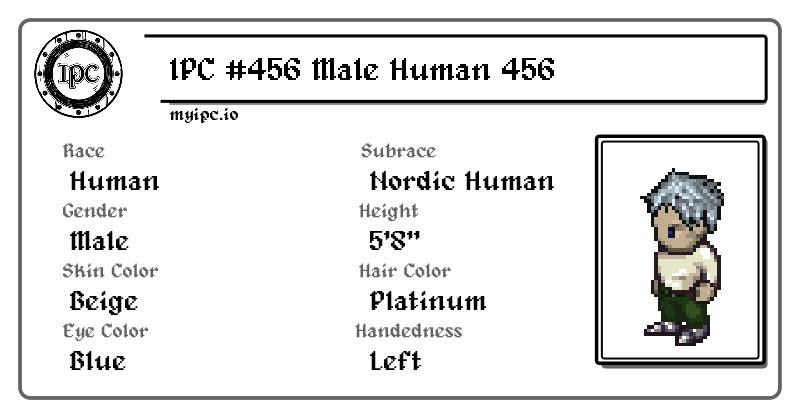 IPC
IPC #456 Male Human 456
myipc.io
Race
Subrace
Human
Nordic Human
Gender
Height
Male
5'8"
Skin Color
Hair Color
Beige
Platinum
Eye Color
Handedness
Blue
Left